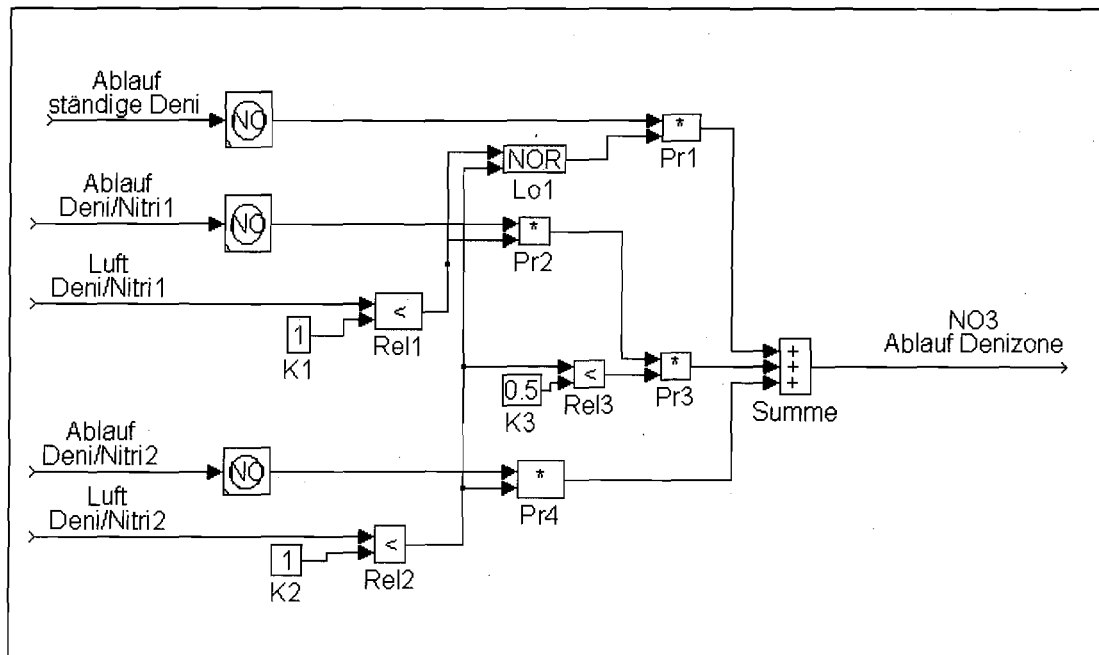 Ablauf
ständige Deni
NO
*
Pr1
NOR
Lo1
Ablauf
Deni/Nitri1
NO
*
Pr2
Luft
Deni/Nitri1
1
K1
<
Rel1
NO3
Ablauf Denizone
+
+
+
Summe
0.5
K3
<
Rel3
*
Pr3
Ablauf
Deni/Nitri2
NO
*
Pr4
Luft
Deni/Nitri2
1
K2
<
Rel2